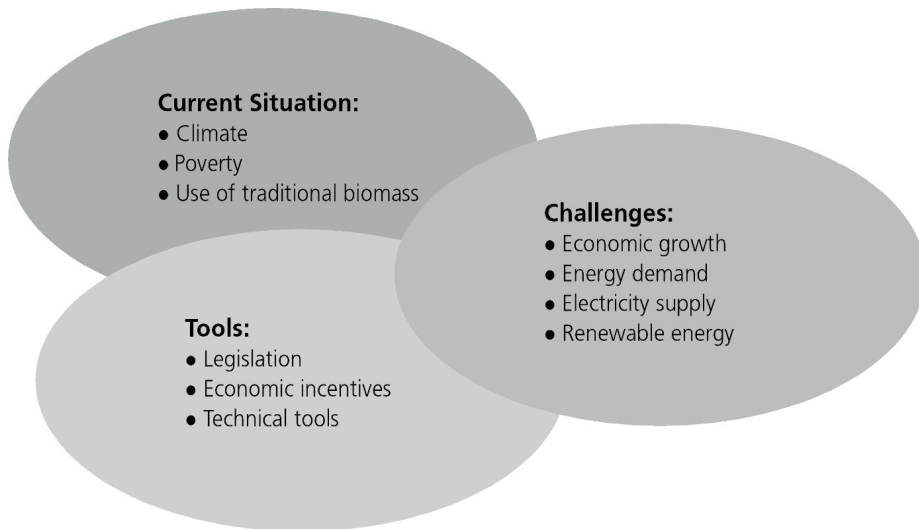 Current Situation:
● Climate
● Poverty
● Use of traditional biomass
Challenges:
● Economic growth
● Energy demand
● Electricity supply
● Renewable energy
Tools:
● Legislation
● Economic incentives
● Technical tools